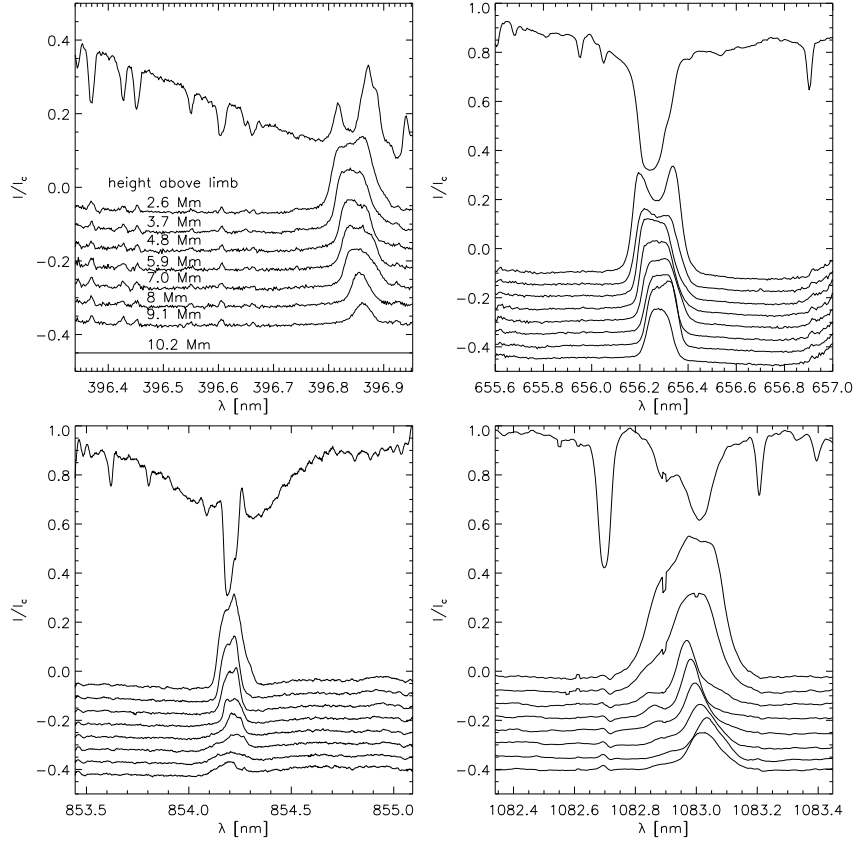 0.4
0.2
0.0
−0.2
−0.4
I/I_c
height above limb
2.6 Mm
3.7 Mm
4.8 Mm
5.9 Mm
7.0 Mm
8 Mm
9.1 Mm
10.2 Mm
396.4 396.5 396.6 396.7 396.8 396.9
λ [nm]
1.0
0.8
0.6
0.4
0.2
0.0
−0.2
−0.4
I/I_c
655.6 655.8 656.0 656.2 656.4 656.6 656.8 657.0
λ [nm]
1.0
0.8
0.6
0.4
0.2
0.0
−0.2
−0.4
I/I_c
853.5 854.0 854.5 855.0
λ [nm]
1.0
0.8
0.6
0.4
0.2
0.0
−0.2
−0.4
I/I_c
1082.4 1082.6 1082.8 1083.0 1083.2 1083.4
λ [nm]